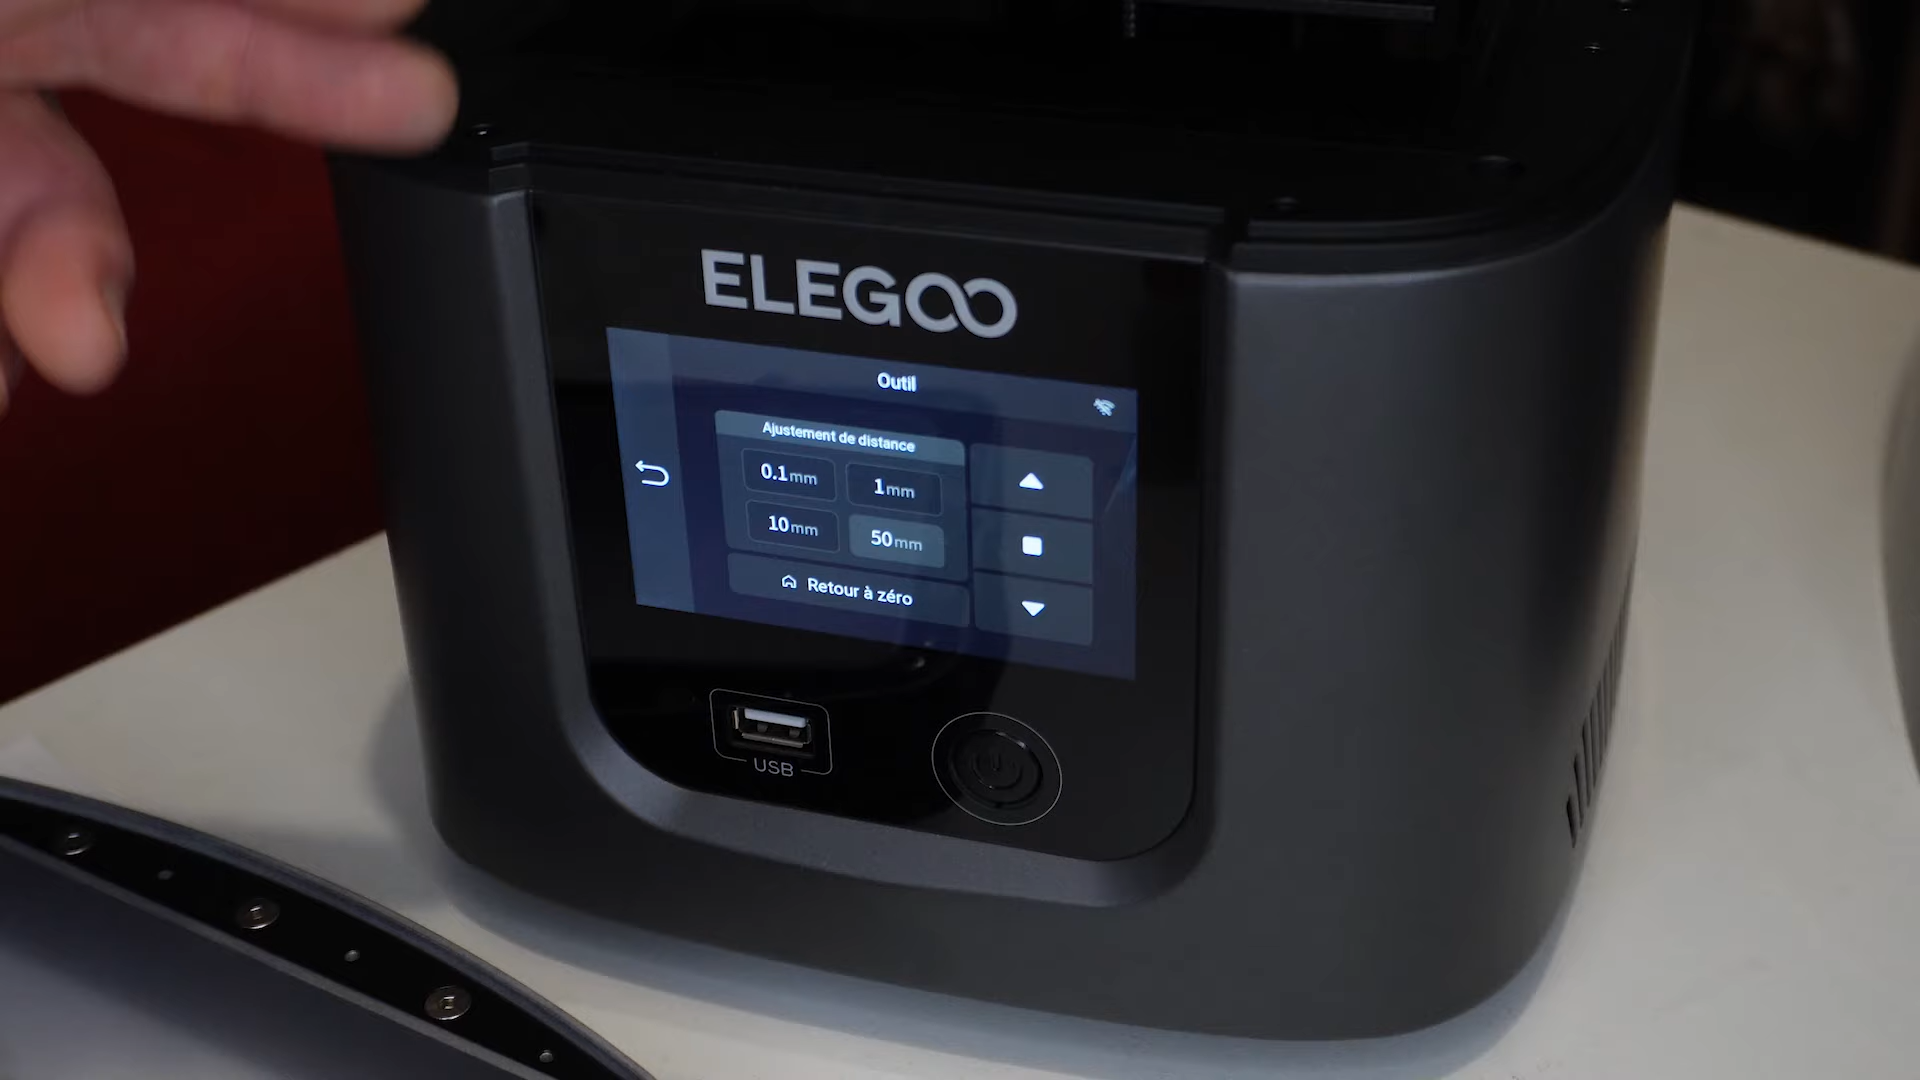 ELEGOO
Outil
Ajustement de distance
0.1mm
1mm
10mm
50mm
Retour à zéro
USB